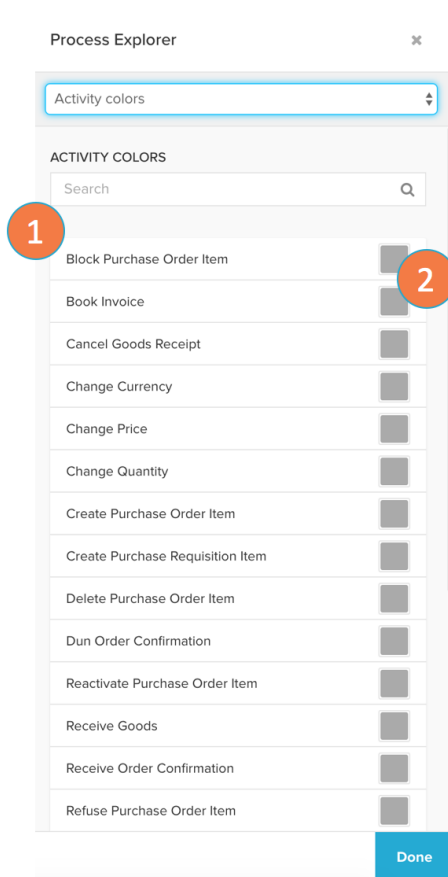 Process Explorer
Activity colors
ACTIVITY COLORS
Search
1
Block Purchase Order Item
2
Book Invoice
Cancel Goods Receipt
Change Currency
Change Price
Change Quantity
Create Purchase Order Item
Create Purchase Requisition Item
Delete Purchase Order Item
Dun Order Confirmation
Reactivate Purchase Order Item
Receive Goods
Receive Order Confirmation
Refuse Purchase Order Item
Done